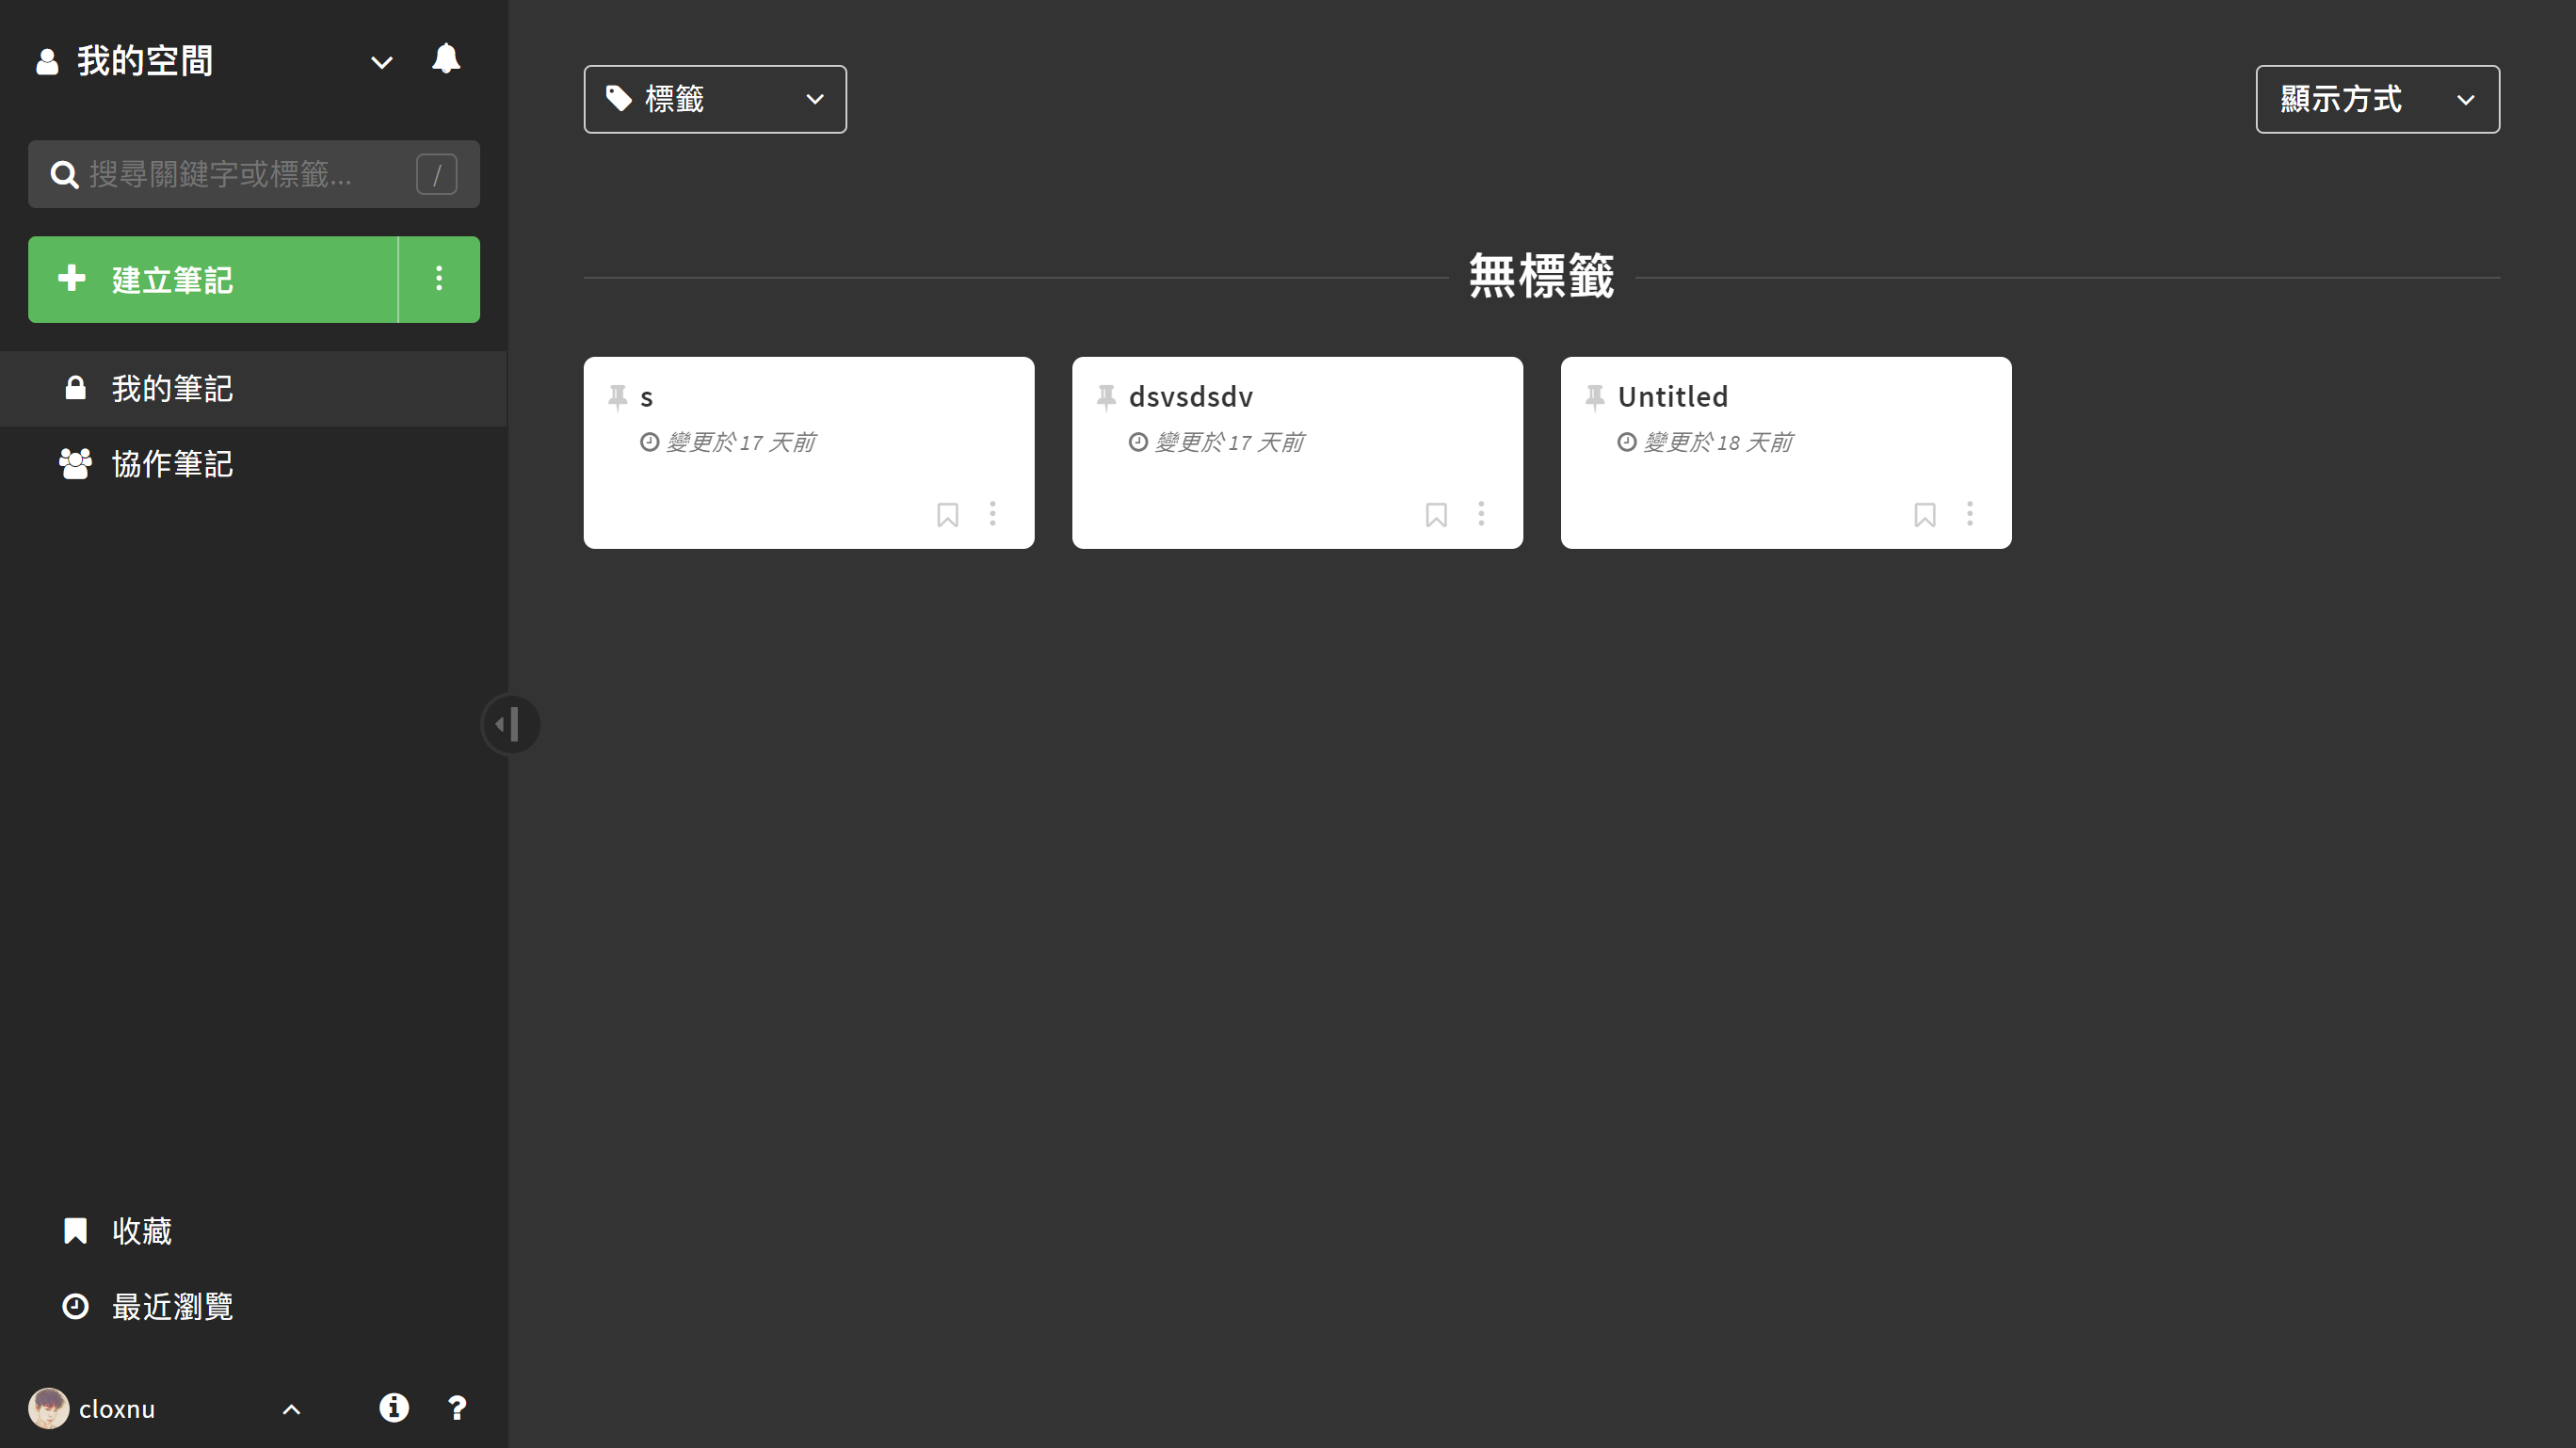 我的空間
搜尋關鍵字或標籤... /
建立筆記
我的筆記
協作筆記
收藏
最近瀏覽
cloxnu
標籤
顯示方式
無標籤
s
變更於 17 天前
dsvsdsdv
變更於 17 天前
Untitled
變更於 18 天前